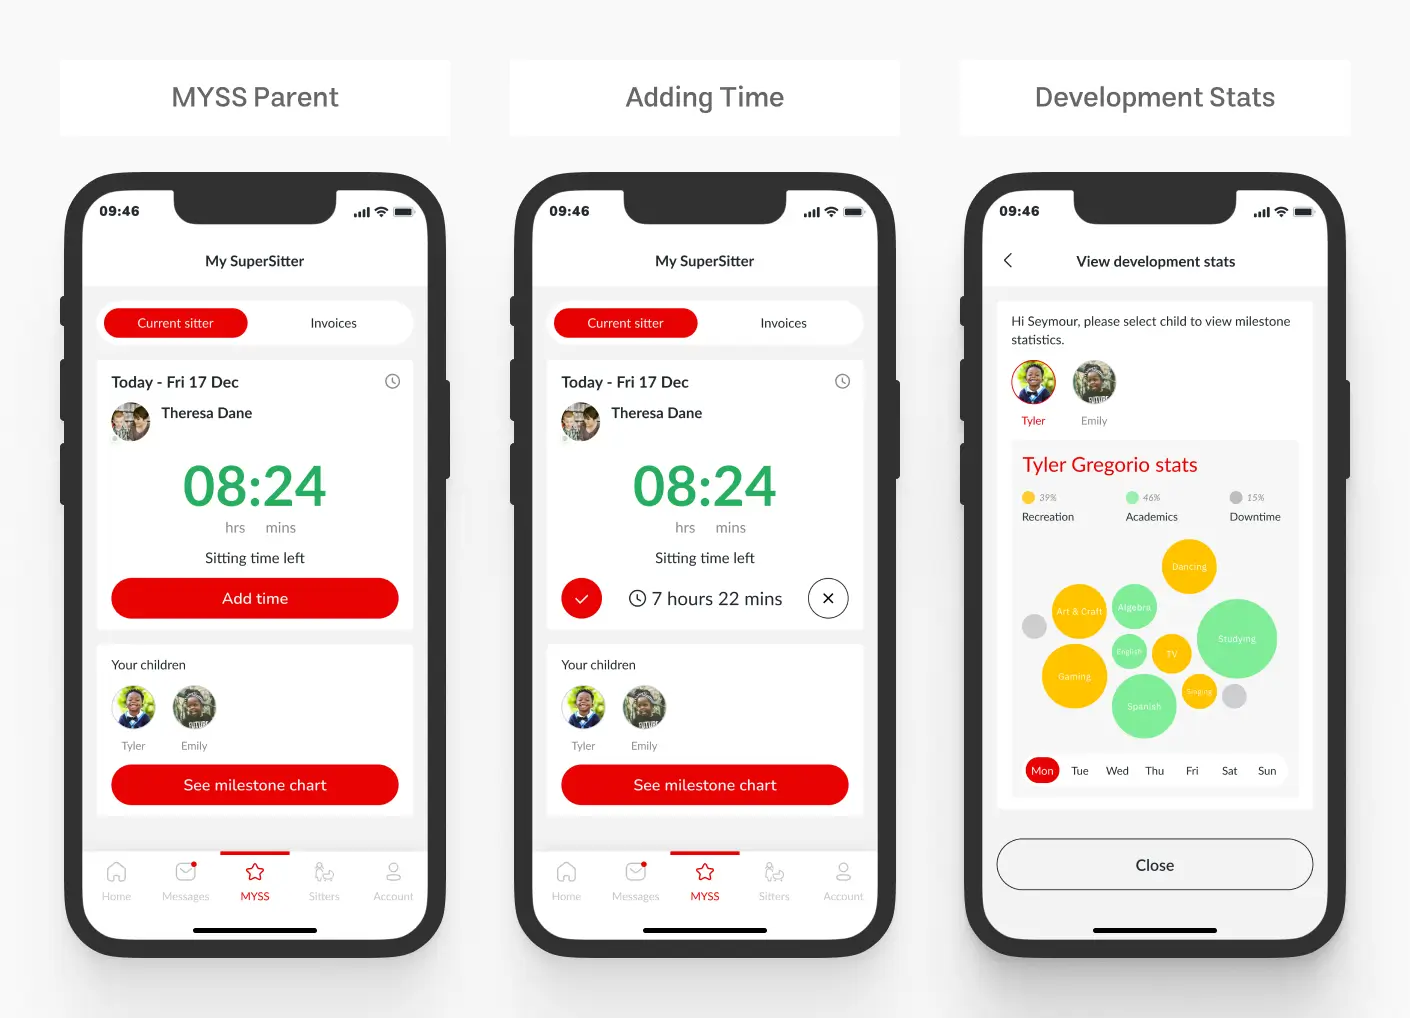 MYSS Parent
09:46
My SuperSitter
Current sitter
Invoices
Today - Fri 17 Dec
Theresa Dane
08:24
hrs mins
Sitting time left
Add time
Your children
Tyler Emily
See milestone chart
Home Messages MYSS Sitters Account
Adding Time
09:46
My SuperSitter
Current sitter
Invoices
Today - Fri 17 Dec
Theresa Dane
08:24
hrs mins
Sitting time left
7 hours 22 mins
Your children
Tyler Emily
See milestone chart
Home Messages MYSS Sitters Account
Development Stats
09:46
View development stats
Hi Seymour, please select child to view milestone
statistics.
Tyler Emily
Tyler Gregorio stats
39% 46% 15%
Recreation Academics Downtime
Dancing
Art & Craft
Algebra
Studying
English
TV
Gaming
Singing
Spanish
Mon Tue Wed Thu Fri Sat Sun
Close